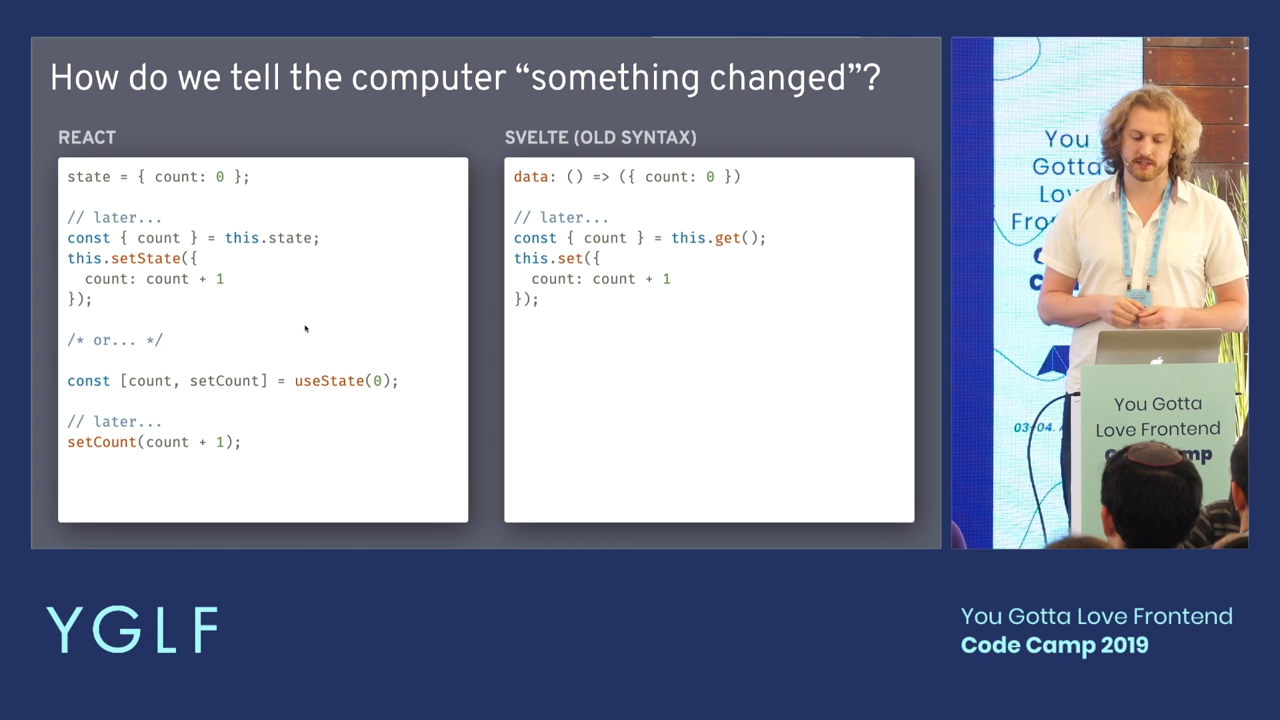 How do we tell the computer “something changed”?
REACT
state = { count: 0 };
// later...
const { count } = this.state;
this.setState({
count: count + 1
});
/* or... */
const [count, setCount] = useState(0);
// later...
setCount(count + 1);
SVELTE (OLD SYNTAX)
data: () => ({ count: 0 })
// later...
const { count } = this.get();
this.set({
count: count + 1
});
You
Gotta
Lov
You Gotta
Love Frontend
YGLF
You Gotta Love Frontend
Code Camp 2019